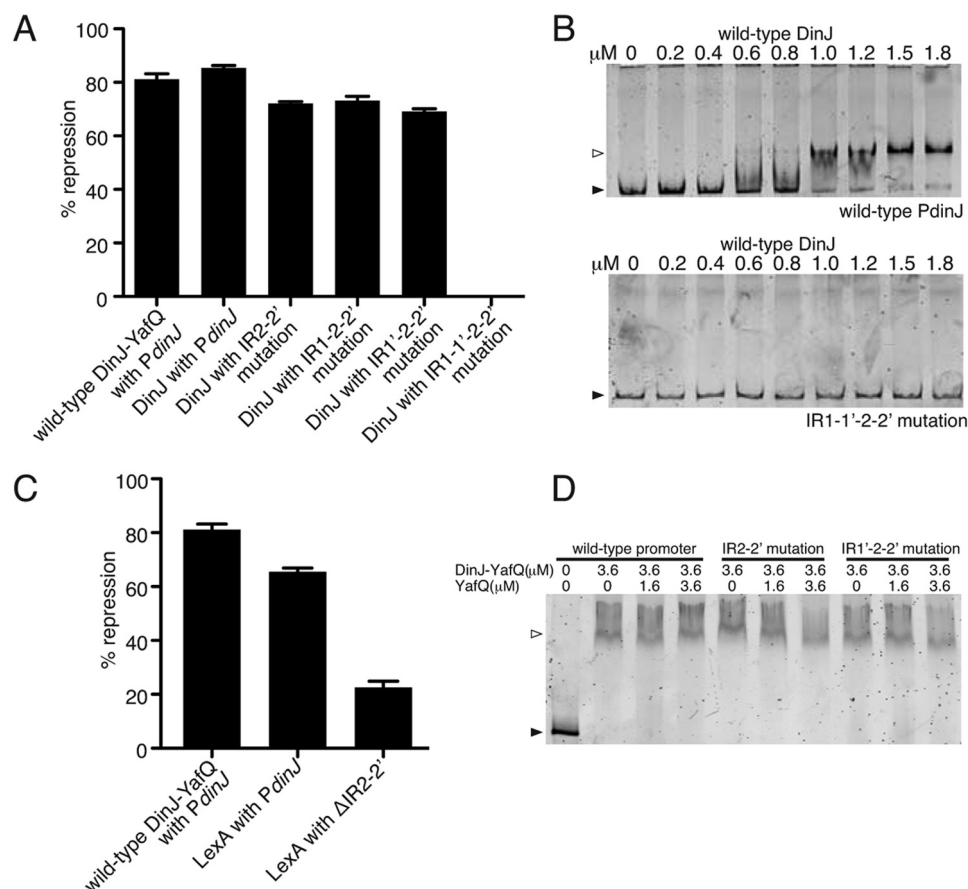 A
% repression
100
80
60
40
20
0
wild-type DinJ-YafQ
with PdinJ
DinJ with PdinJ
DinJ with IR2-2'
mutation
DinJ with IR1-2-2'
mutation
DinJ with IR1'-2-2'
mutation
DinJ with IR1-1'-2-2'
mutation
B
wild-type DinJ
μM 0 0.2 0.4 0.6 0.8 1.0 1.2 1.5 1.8
wild-type PdinJ
wild-type DinJ
μM 0 0.2 0.4 0.6 0.8 1.0 1.2 1.5 1.8
IR1-1'-2-2' mutation
C
% repression
100
80
60
40
20
0
wild-type DinJ-YafQ
with PdinJ
LexA with PdinJ
LexA with ΔIR2-2'
D
wild-type promoter IR2-2' mutation IR1'-2-2' mutation
DinJ-YafQ(μM) 0 3.6 3.6 3.6 3.6 3.6 3.6 3.6 3.6 3.6
YafQ(μM) 0 0 1.6 3.6 0 1.6 3.6 0 1.6 3.6